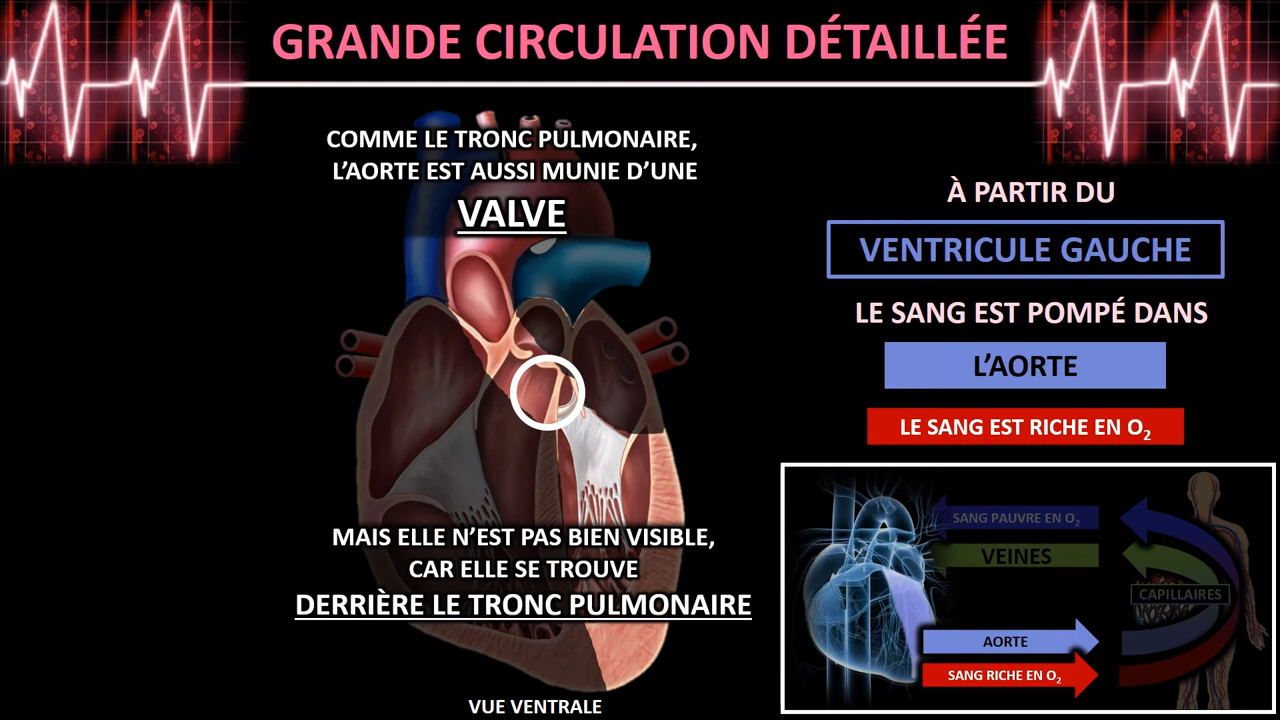 GRANDE CIRCULATION DÉTAILLÉE
COMME LE TRONC PULMONAIRE,
L'AORTE EST AUSSI MUNIE D'UNE
VALVE
MAIS ELLE N'EST PAS BIEN VISIBLE,
CAR ELLE SE TROUVE
DERRIÈRE LE TRONC PULMONAIRE
VUE VENTRALE
À PARTIR DU
VENTRICULE GAUCHE
LE SANG EST POMPÉ DANS
L'AORTE
LE SANG EST RICHE EN O₂
SANG PAUVRE EN O₂
VEINES
CAPILLAIRES
AORTE
SANG RICHE EN O₂